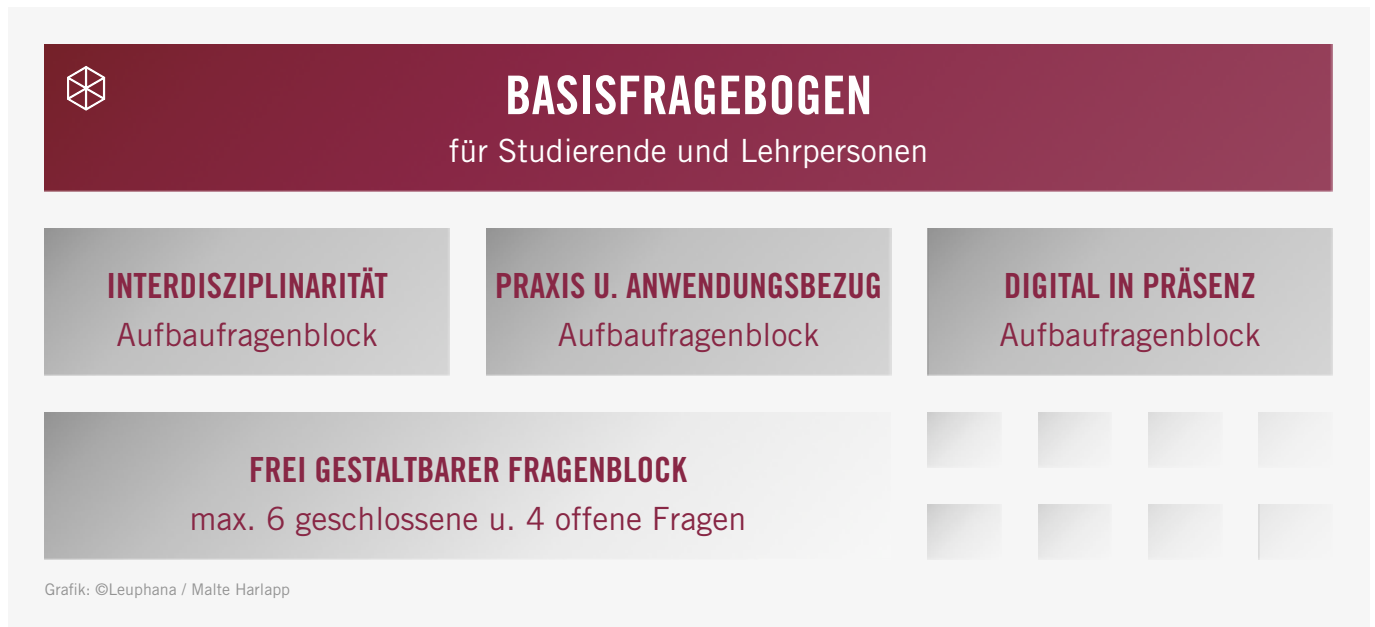 BASISFRAGEBOGEN
für Studierende und Lehrpersonen
INTERDISZIPLINARITÄT
Aufbaufragenblock
PRAXIS U. ANWENDUNGSBEZUG
Aufbaufragenblock
DIGITAL IN PRÄSENZ
Aufbaufragenblock
FREI GESTALTBARER FRAGENBLOCK
max. 6 geschlossene u. 4 offene Fragen
Grafik: ©Leuphana / Malte Harlapp